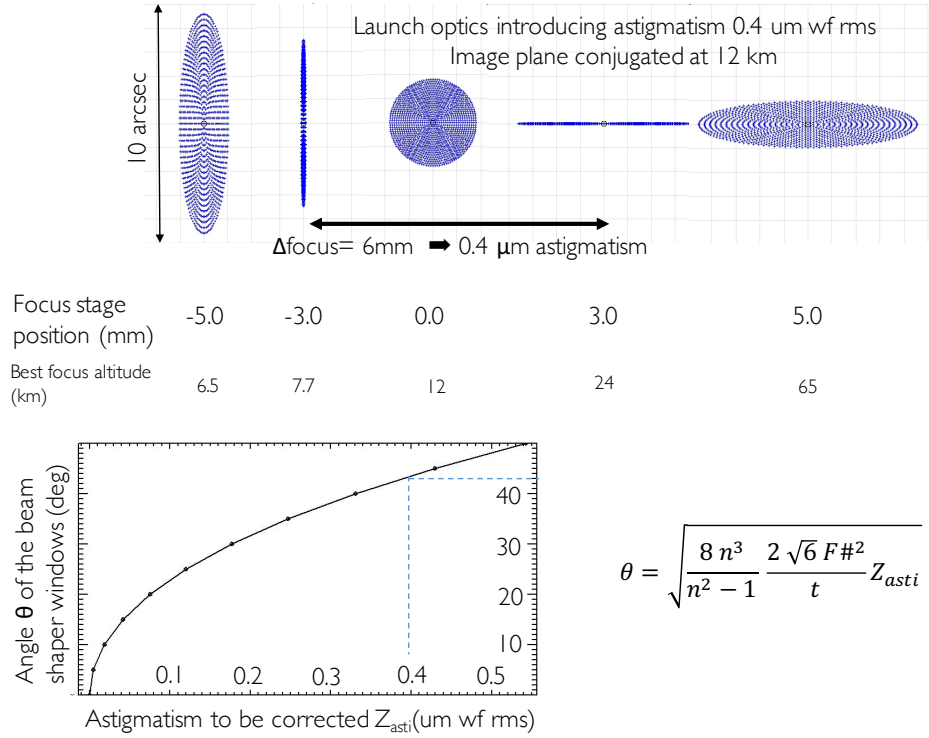 Launch optics introducing astigmatism 0.4 um wf rms
Image plane conjugated at 12 km
10 arcsec
Δfocus= 6mm ➡ 0.4 μm astigmatism
Focus stage
position (mm)
-5.0 -3.0 0.0 3.0 5.0
Best focus altitude
(km)
6.5 7.7 12 24 65
Angle θ of the beam
shaper windows (deg)
40
30
20
10
0.1 0.2 0.3 0.4 0.5
Astigmatism to be corrected Zasti(um wf rms)
θ = √(8 n³/(n² − 1) 2 √6 F#²/t Zasti)